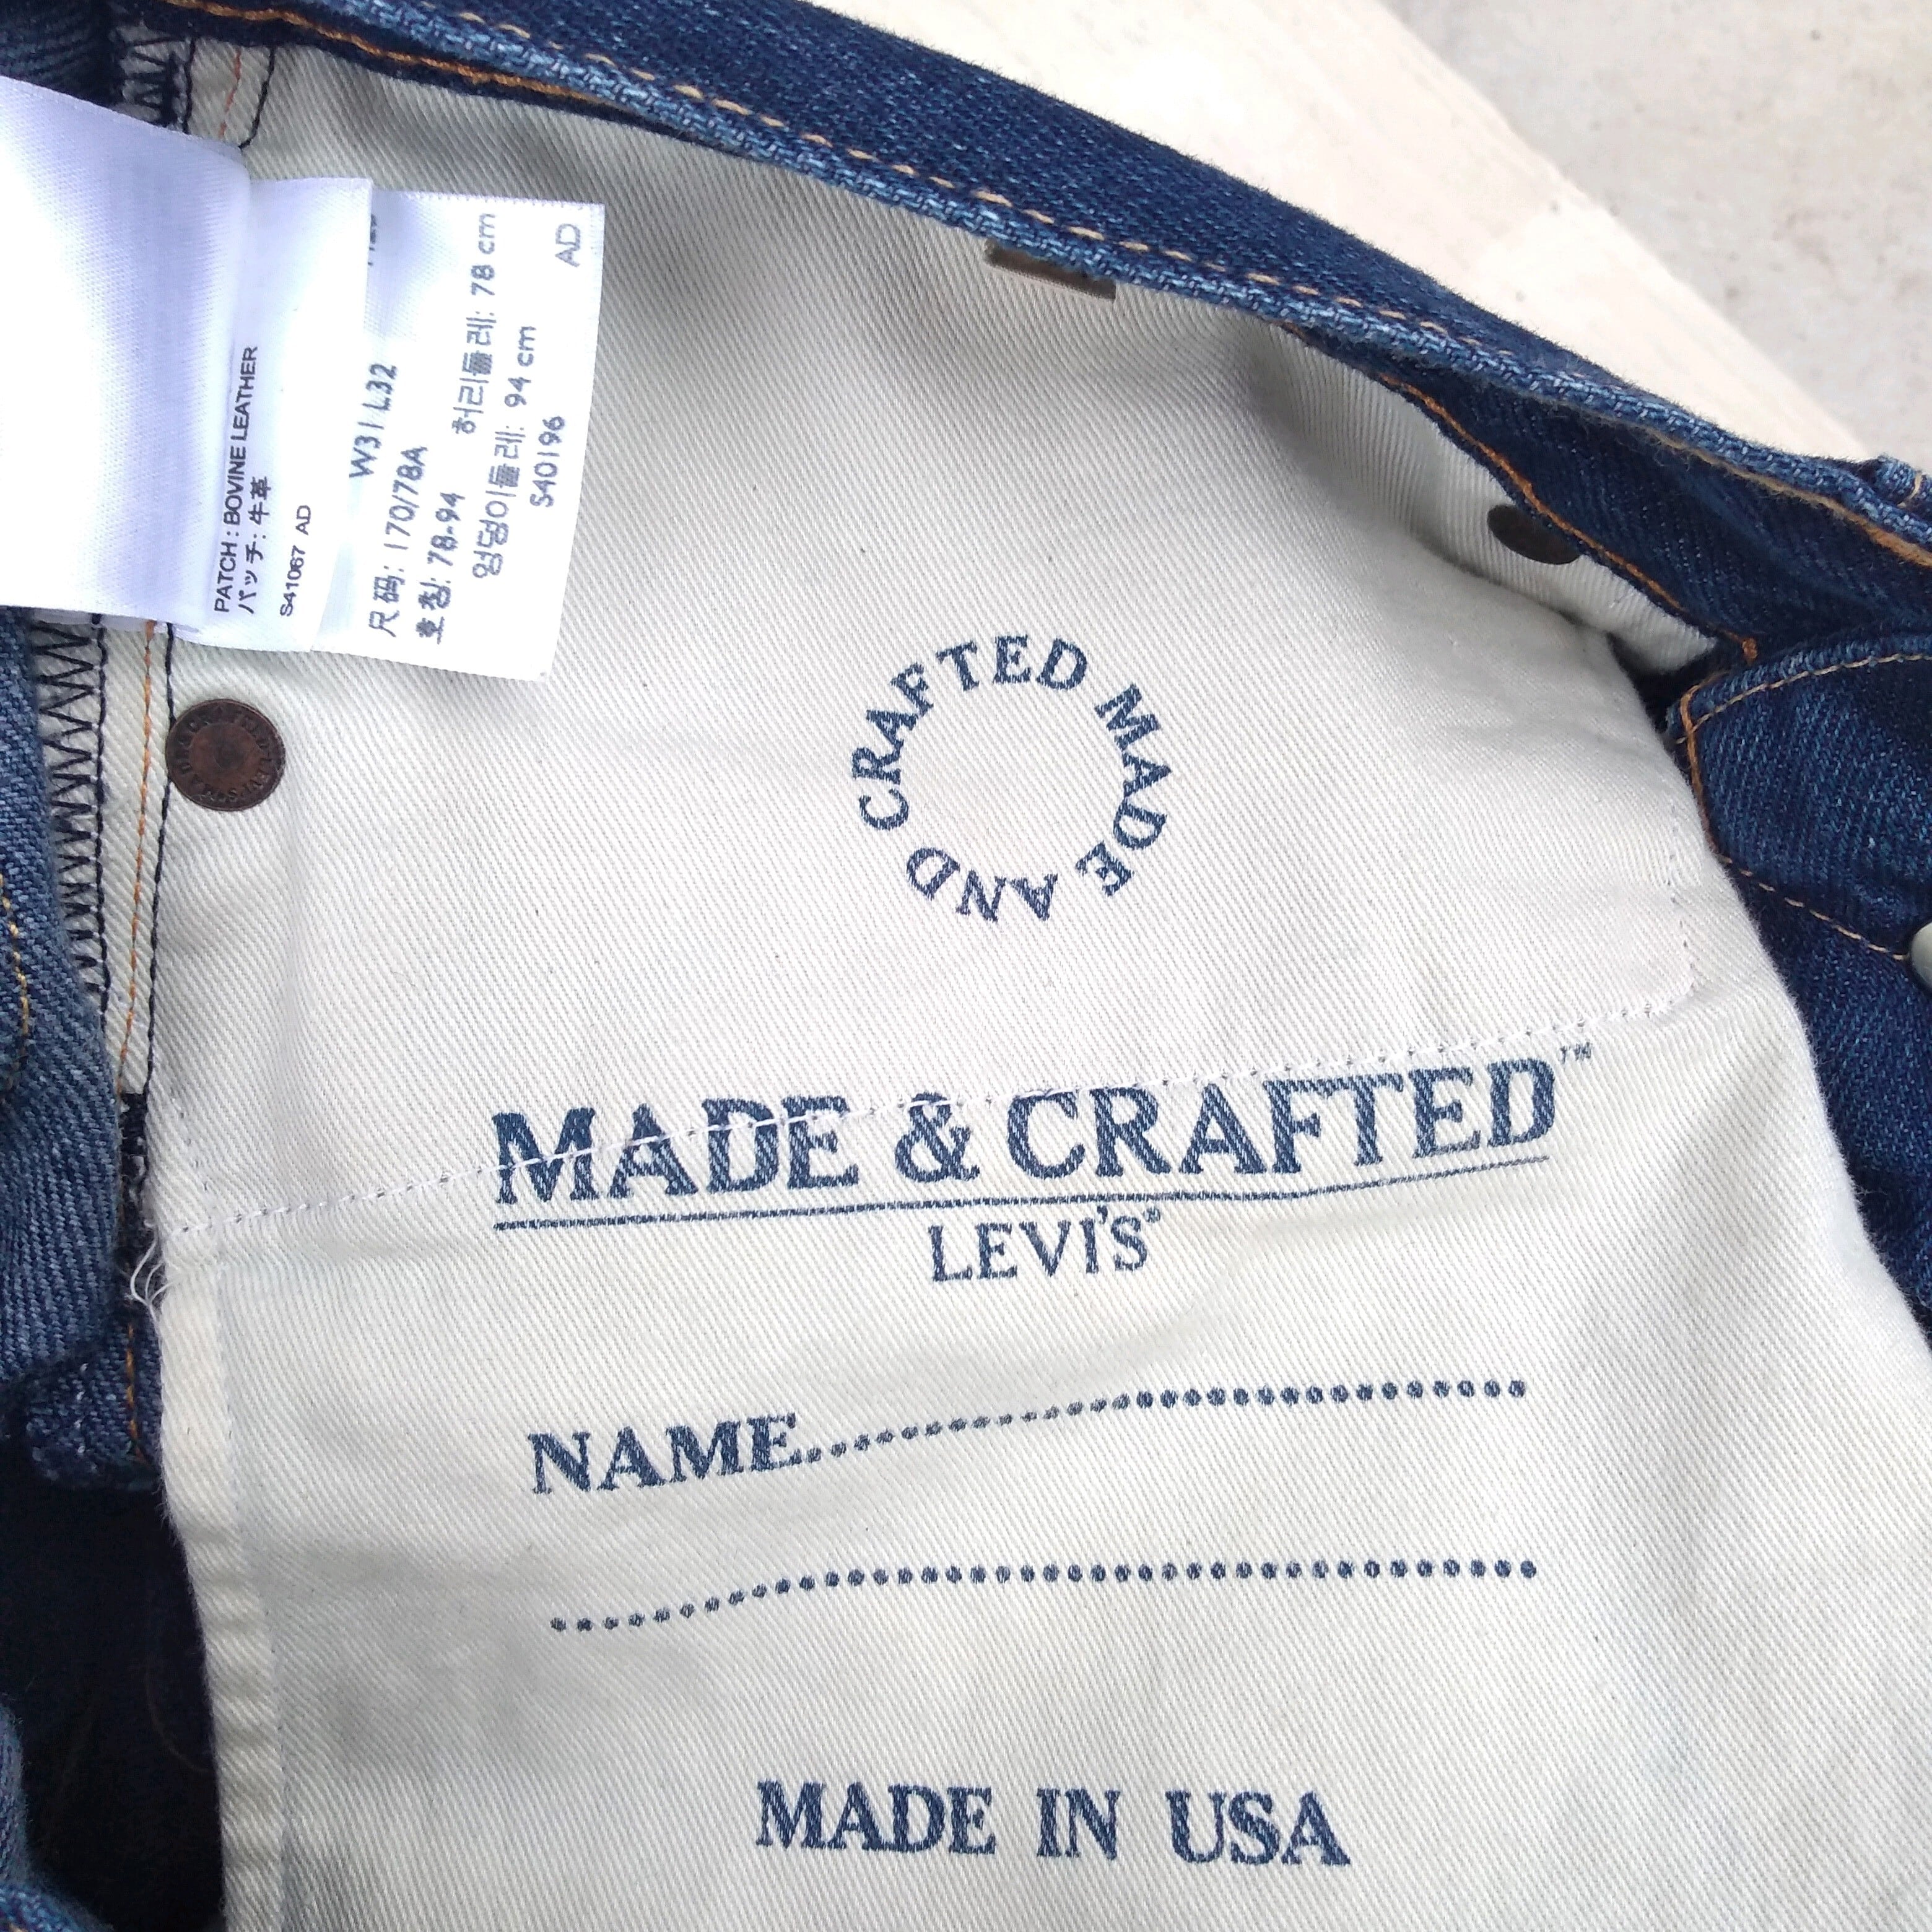 PATCH : BOVINE LEATHER
パッチ : 牛革
S41067 AD
W31 L32
尺码: 170/78A
호칭: 78-94
허리둘레: 78 cm
엉덩이둘레: 94 cm
S40196
AD
MADE AND CRAFTED
MADE & CRAFTED™
LEVI'S®
NAME
MADE IN USA